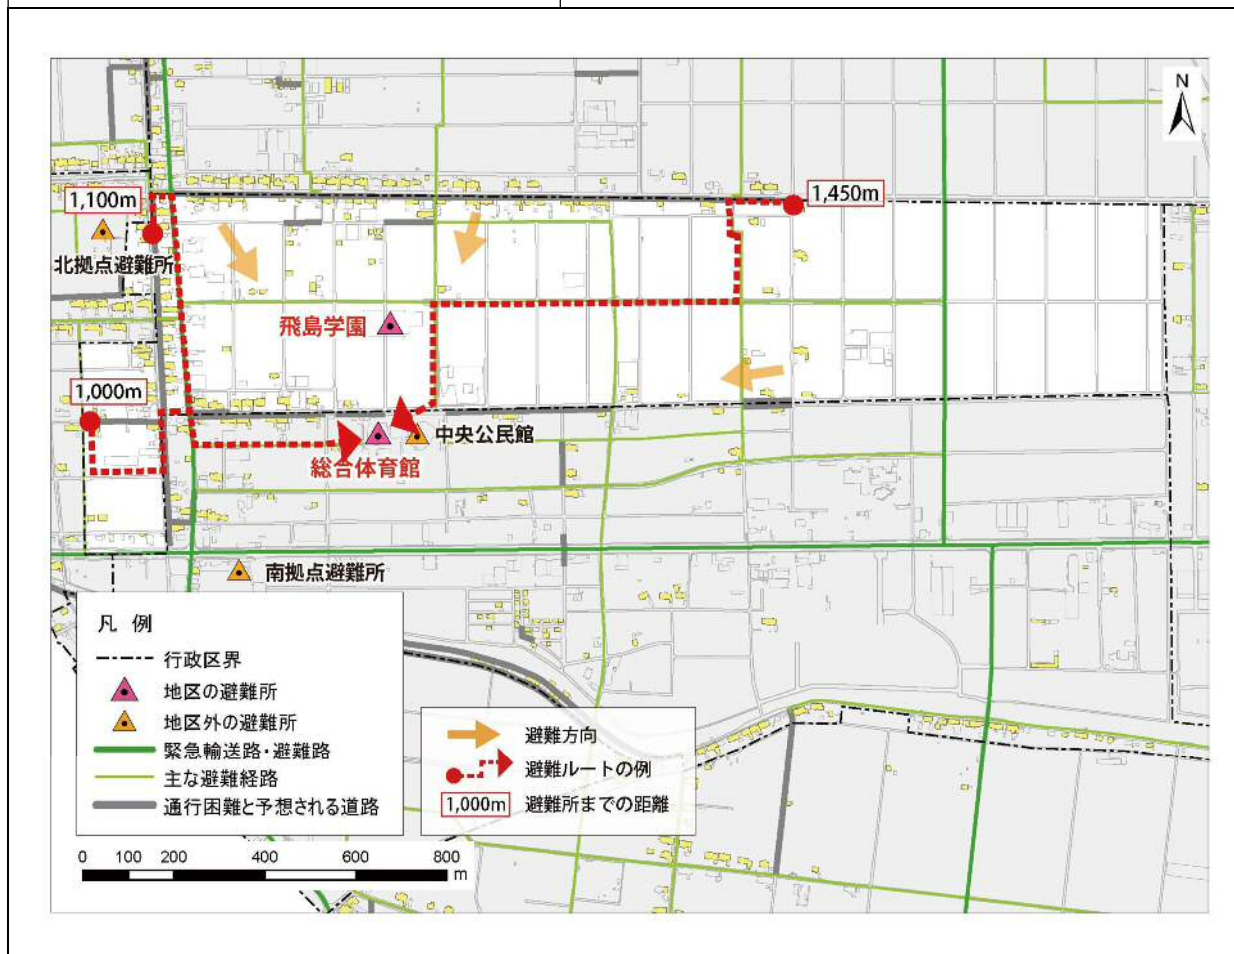 N
1,100m
1,450m
北拠点避難所
飛島学園
1,000m
中央公民館
総合体育館
南拠点避難所
凡 例
行政区界
地区の避難所
地区外の避難所
緊急輸送路・避難路
主な避難経路
通行困難と予想される道路
避難方向
避難ルートの例
1,000m 避難所までの距離
0 100 200 400 600 800
m